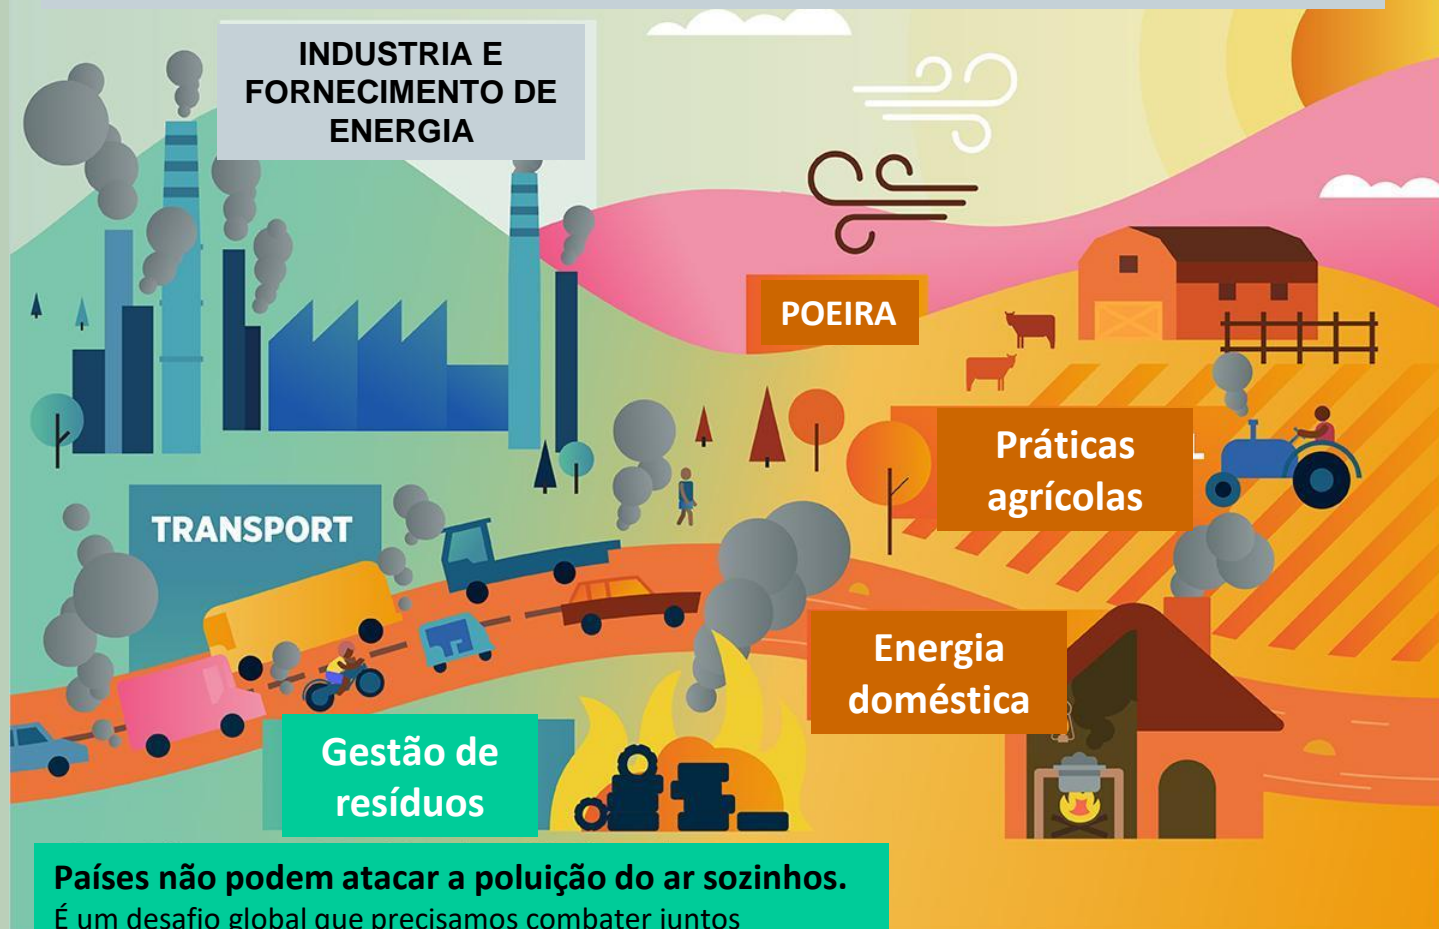 INDUSTRIA E
FORNECIMENTO DE
ENERGIA
POEIRA
Práticas
agrícolas
TRANSPORT
Energia
doméstica
Gestão de
resíduos
Países não podem atacar a poluição do ar sozinhos.
É um desafio global que precisamos combater juntos